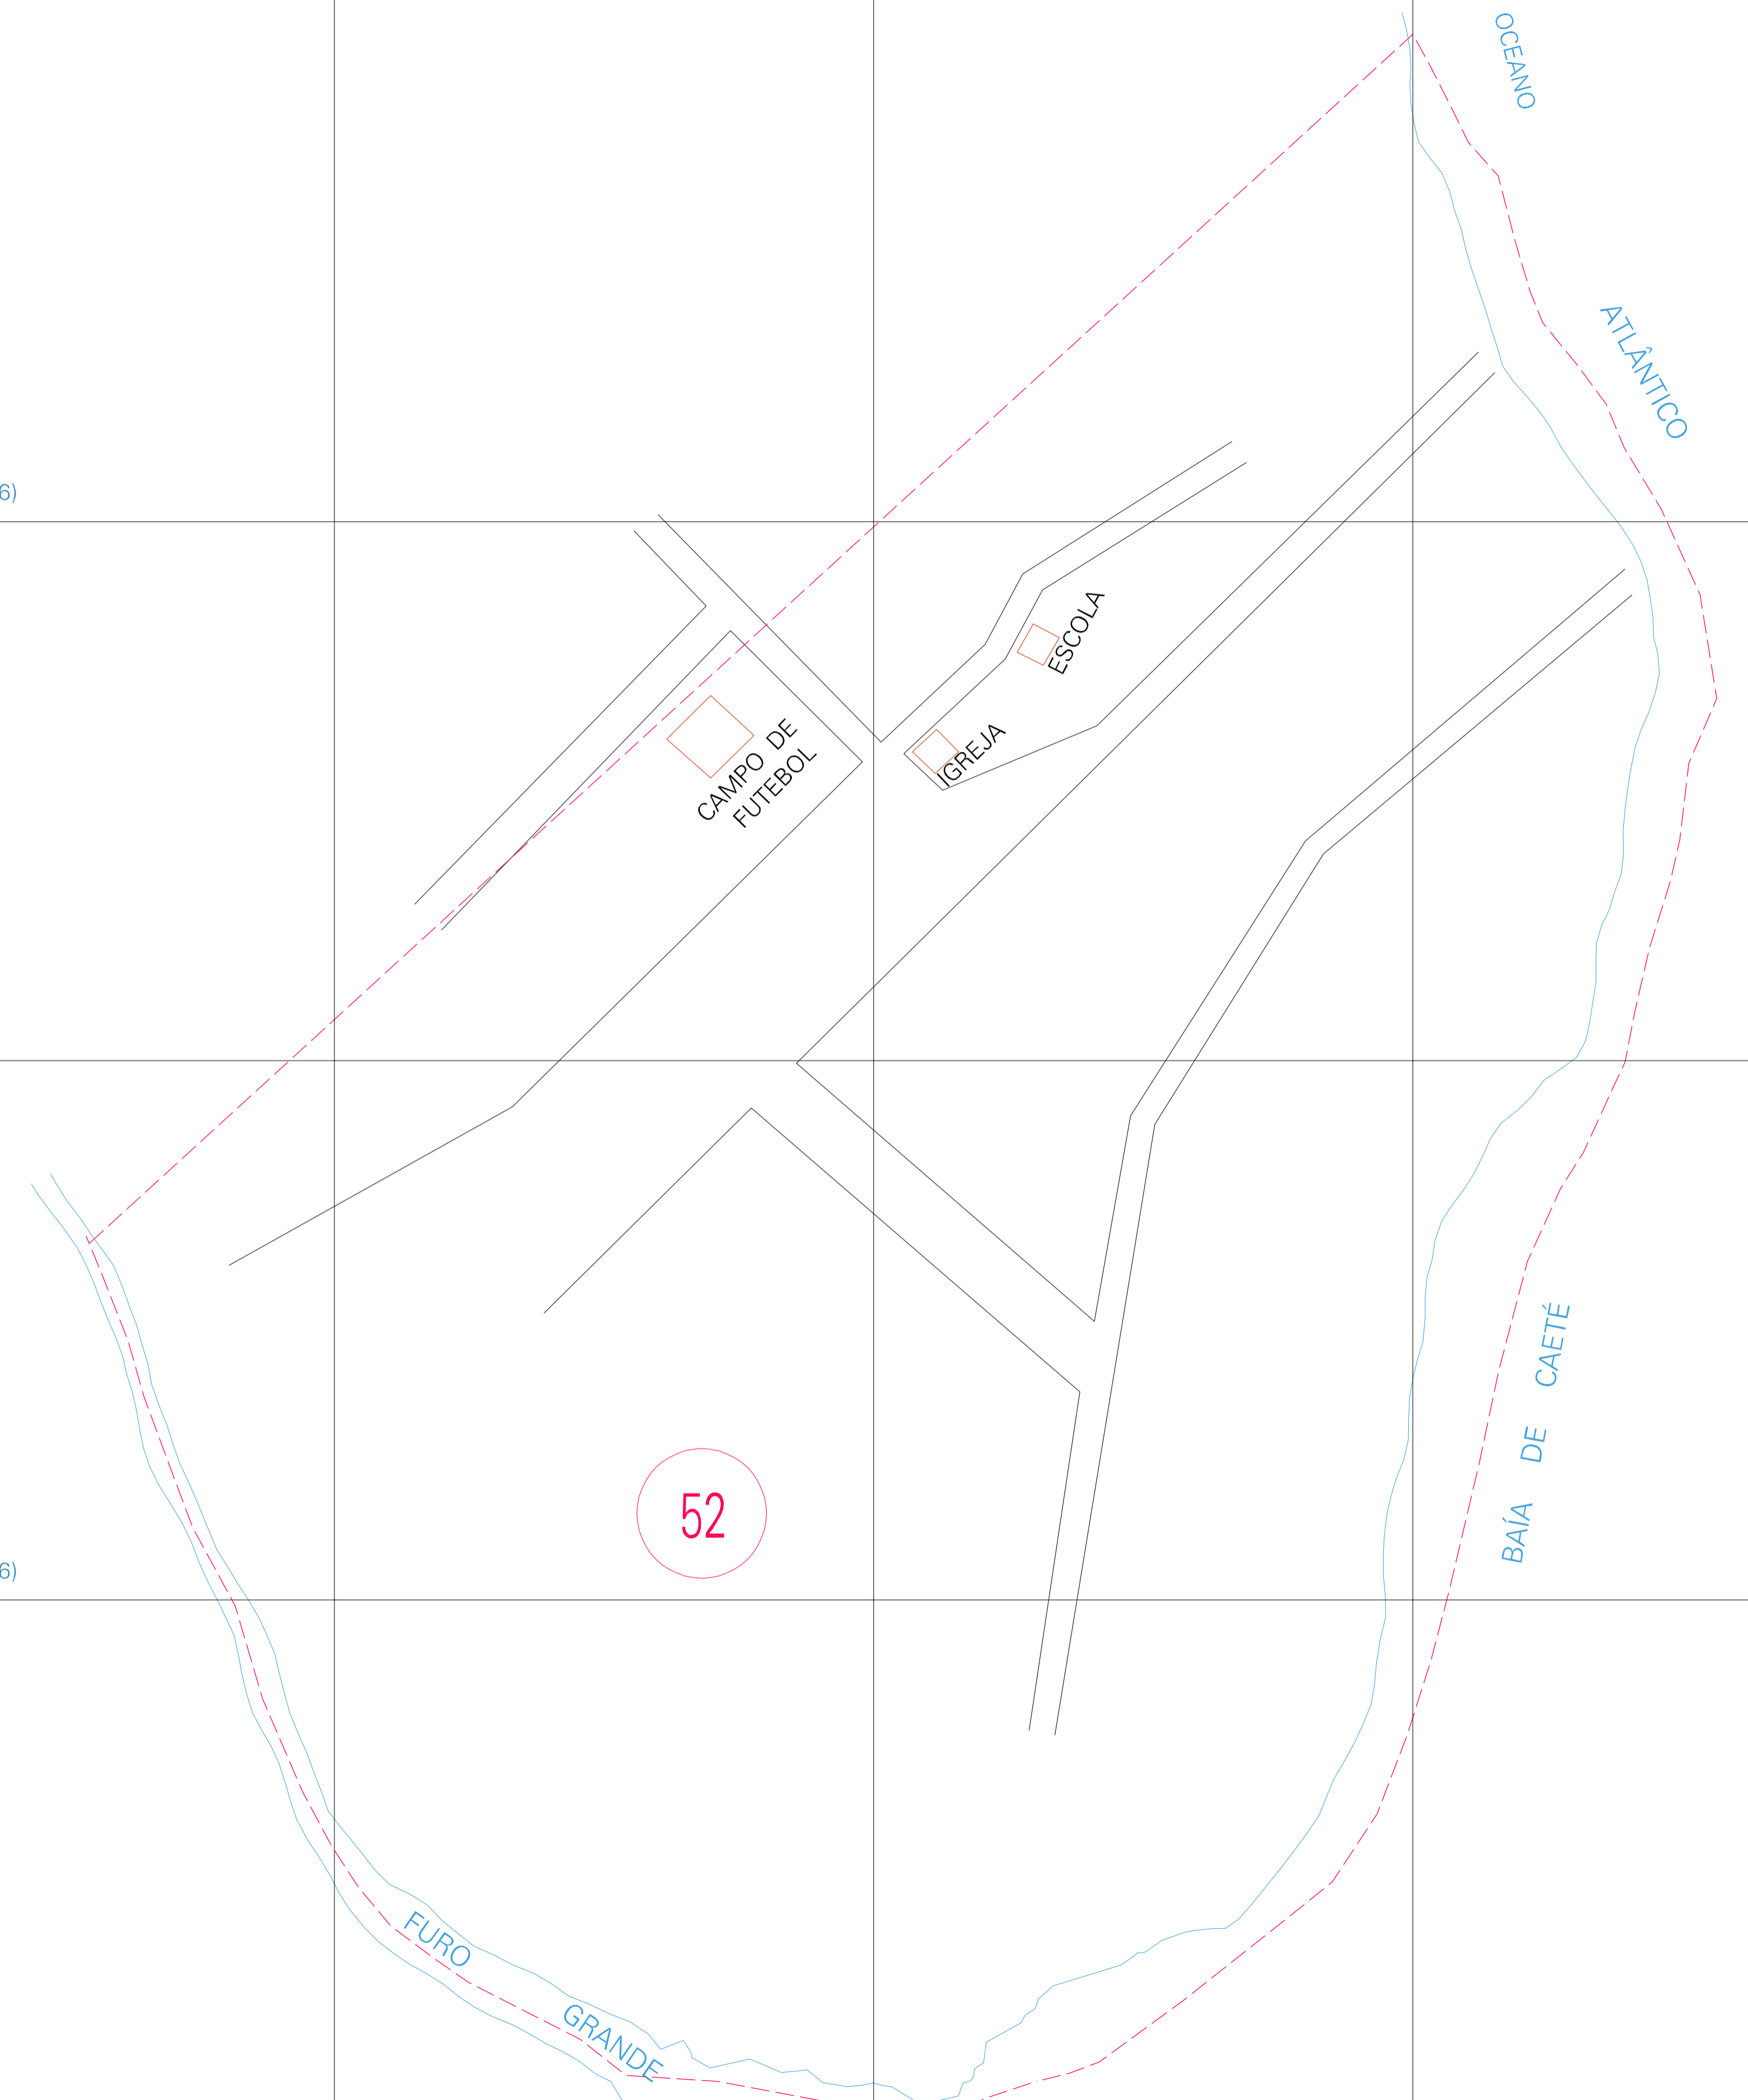 OCEANO
ATLÂNTICO
6)
ESCOLA
IGREJA
CAMPO DE
FUTEBOL
BAÍA DE CAETÉ
52
6)
FURO
GRANDE